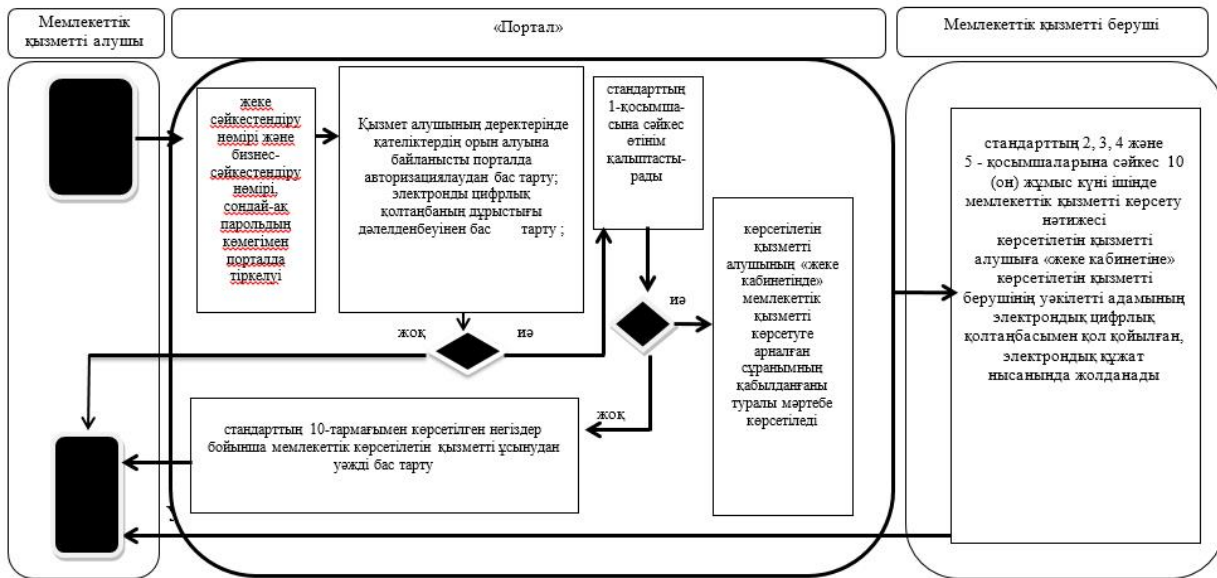 Мемлекеттік
қызметті алушы
«Портал»
Мемлекеттік қызметті беруші
жеке
сәйкестендіру
нөмірі және
бизнес-
сәйкестендіру
нөмірі,
сондай-ақ
парольдың
көмегімен
порталда
тіркелуі
Қызмет алушының деректерінде
қателіктердің орын алуына
байланысты порталда
авторизациялаудан бас тарту;
электронды цифрлық
қолтаңбаның дұрыстығы
дәлелденбеуінен бас тарту ;
стандарттың
1-қосымша-
сына сәйкес
өтінім
қалыптасты-
рады
көрсетілетін
қызметті
алушының «жеке
кабинетінде»
мемлекеттік
қызметті
көрсетуге
арналған
сұранымның
қабылданғаны
туралы мәртебе
көрсетіледі
стандарттың 2, 3, 4 және
5 - қосымшаларына сәйкес 10
(он) жұмыс күні ішінде
мемлекеттік қызметті көрсету
нәтижесі
көрсетілетін қызметті
алушыға «жеке кабинетіне»
көрсетілетін қызметті
берушінің уәкілетті адамының
электрондық цифрлық
қолтаңбасымен қол қойылған,
электрондық құжат
нысанында жолданады
жоқ
иә
иә
жоқ
стандарттың 10-тармағымен көрсетілген негіздер
бойынша мемлекеттік көрсетілетін қызметті ұсынудан
уәжді бас тарту